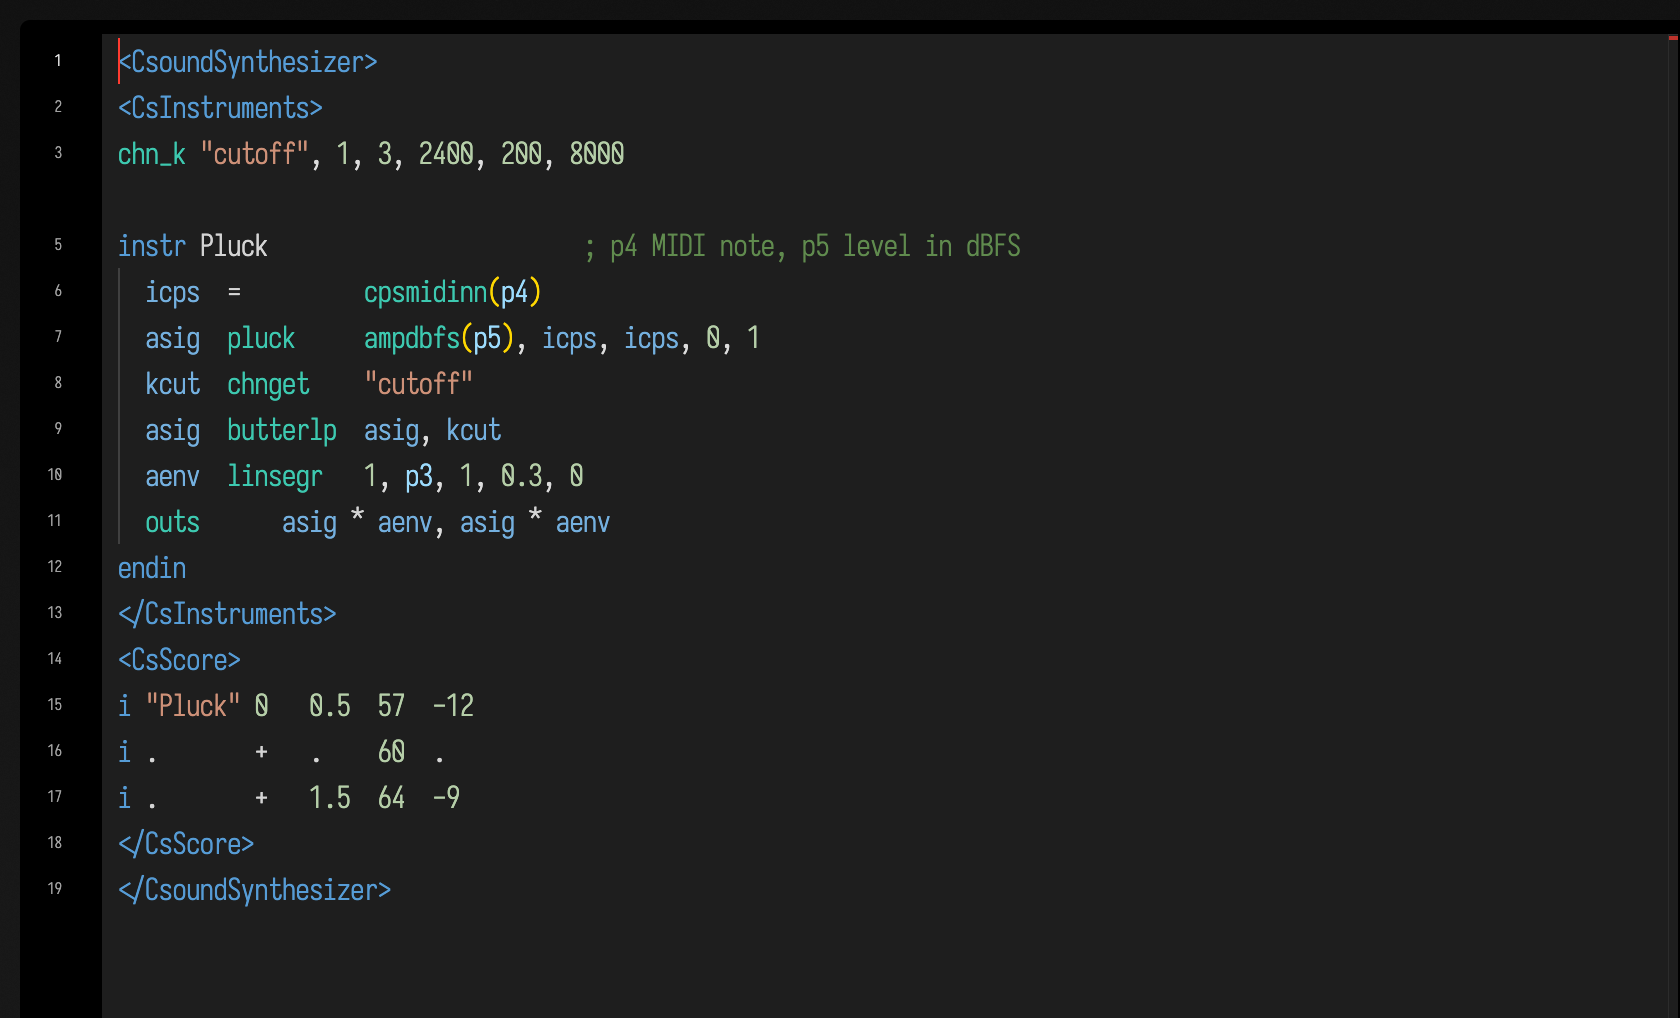 1 <CsoundSynthesizer>
2 <CsInstruments>
3 chn_k "cutoff", 1, 3, 2400, 200, 8000
5 instr Pluck                       ; p4 MIDI note, p5 level in dBFS
6   icps  =         cpsmidinn(p4)
7   asig  pluck     ampdbfs(p5), icps, icps, 0, 1
8   kcut  chnget    "cutoff"
9   asig  butterlp  asig, kcut
10   aenv  linsegr   1, p3, 1, 0.3, 0
11   outs      asig * aenv, asig * aenv
12 endin
13 </CsInstruments>
14 <CsScore>
15 i "Pluck" 0   0.5  57  -12
16 i .       +   .    60  .
17 i .       +   1.5  64  -9
18 </CsScore>
19 </CsoundSynthesizer>